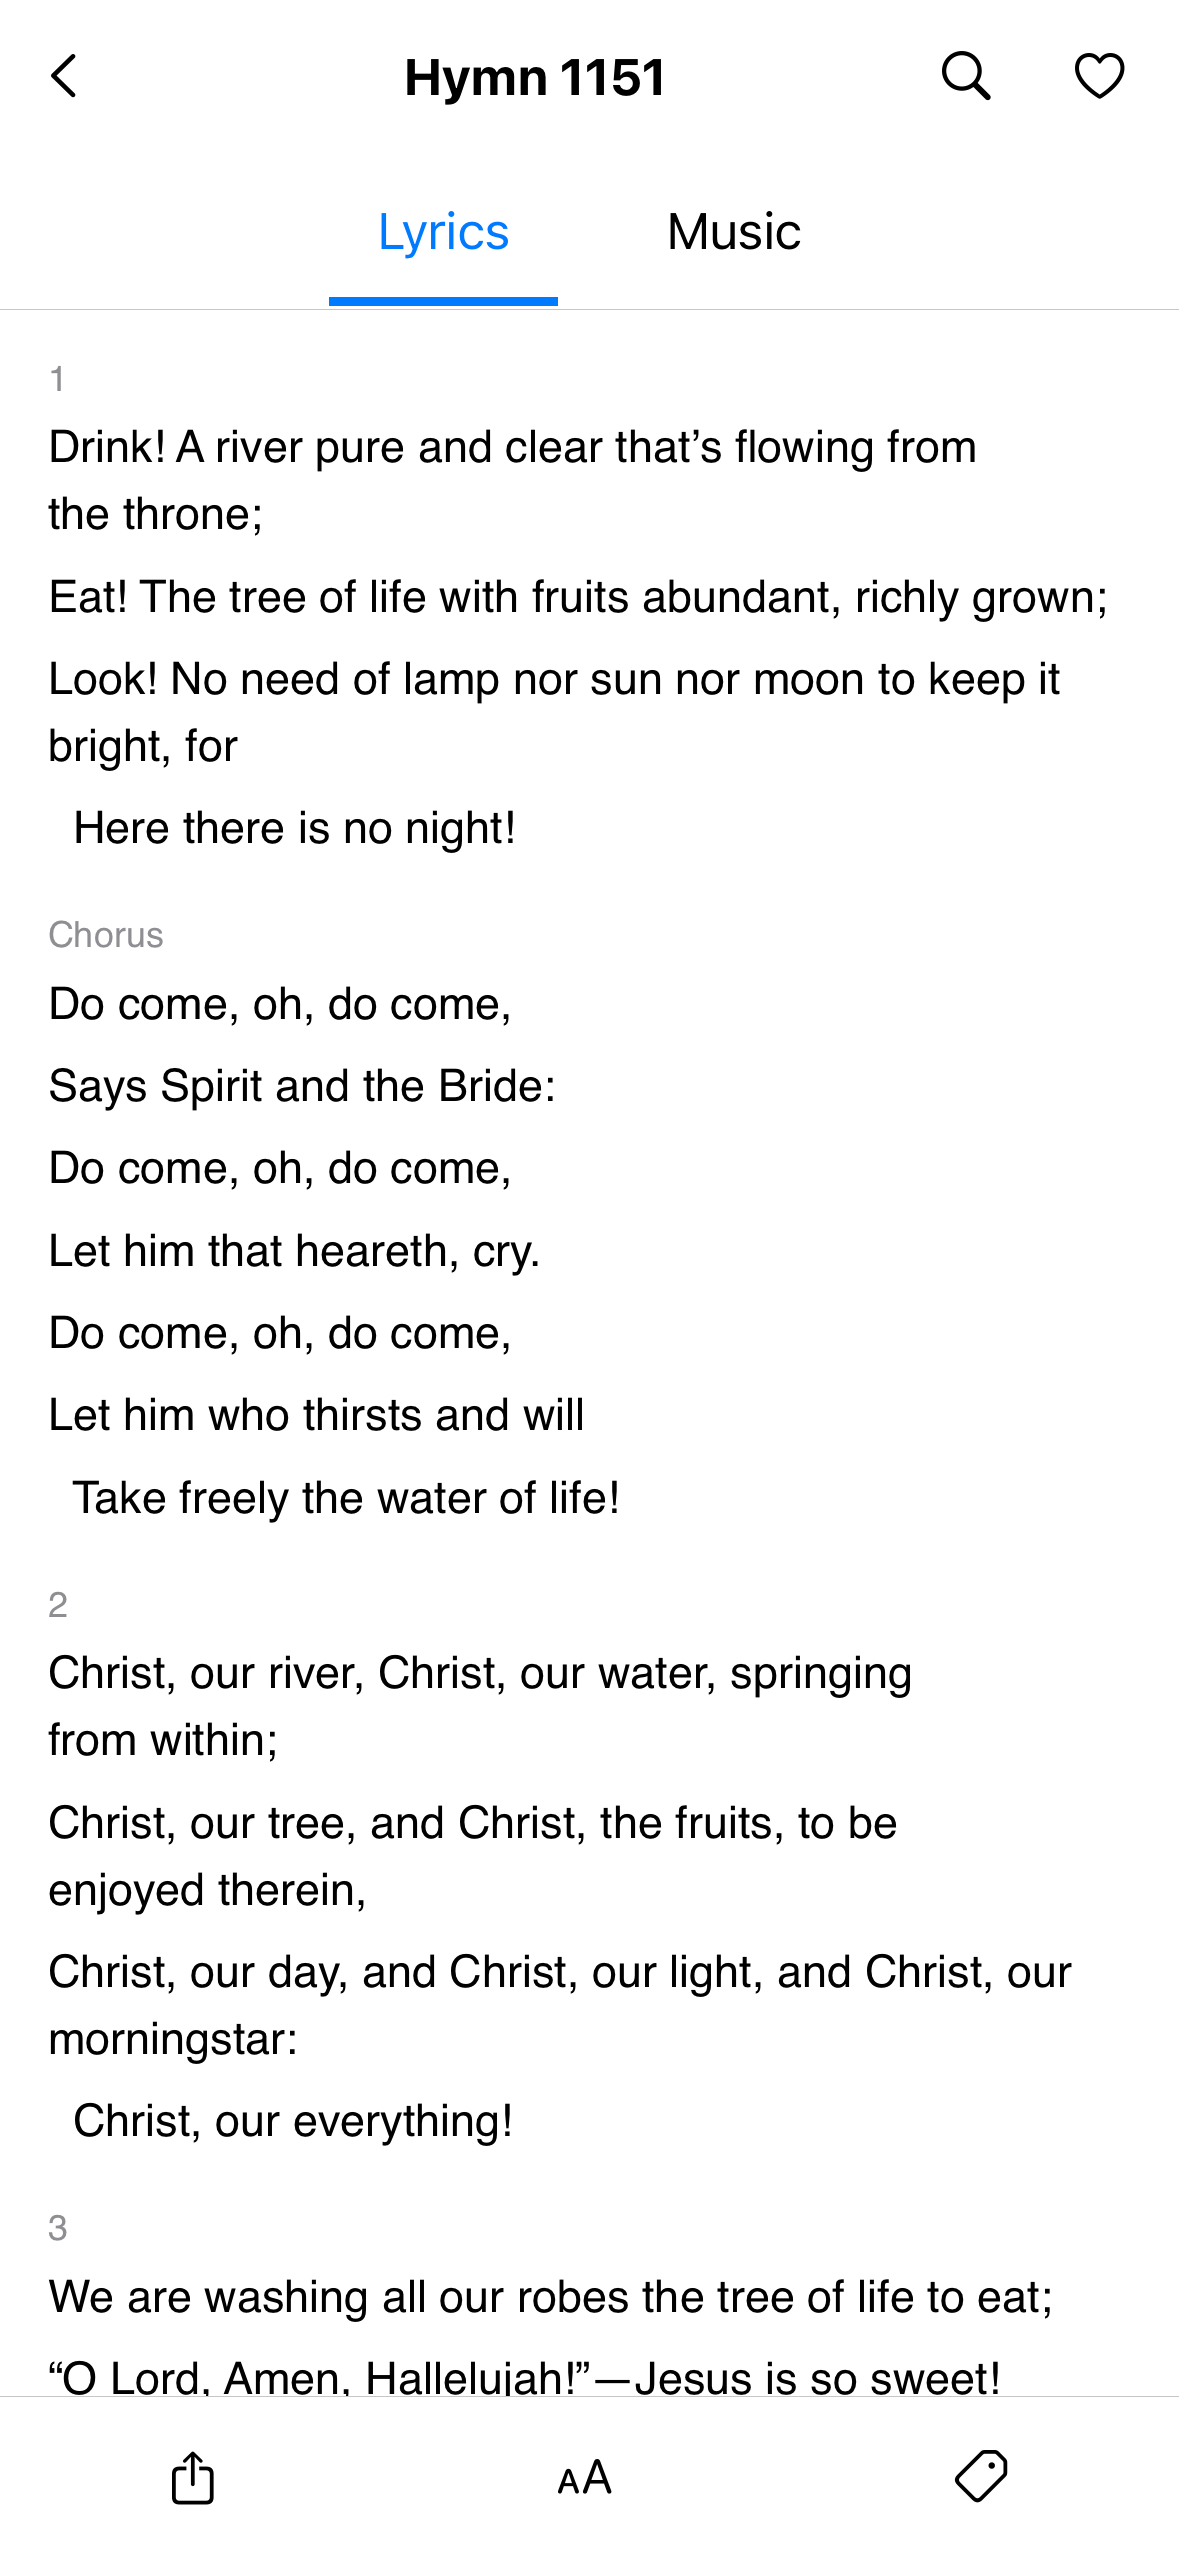 Hymn 1151
Lyrics Music
1
Drink! A river pure and clear that’s flowing from
the throne;
Eat! The tree of life with fruits abundant, richly grown;
Look! No need of lamp nor sun nor moon to keep it
bright, for
Here there is no night!
Chorus
Do come, oh, do come,
Says Spirit and the Bride:
Do come, oh, do come,
Let him that heareth, cry.
Do come, oh, do come,
Let him who thirsts and will
Take freely the water of life!
2
Christ, our river, Christ, our water, springing
from within;
Christ, our tree, and Christ, the fruits, to be
enjoyed therein,
Christ, our day, and Christ, our light, and Christ, our
morningstar:
Christ, our everything!
3
We are washing all our robes the tree of life to eat;
“O Lord, Amen, Hallelujah!”—Jesus is so sweet!
AA